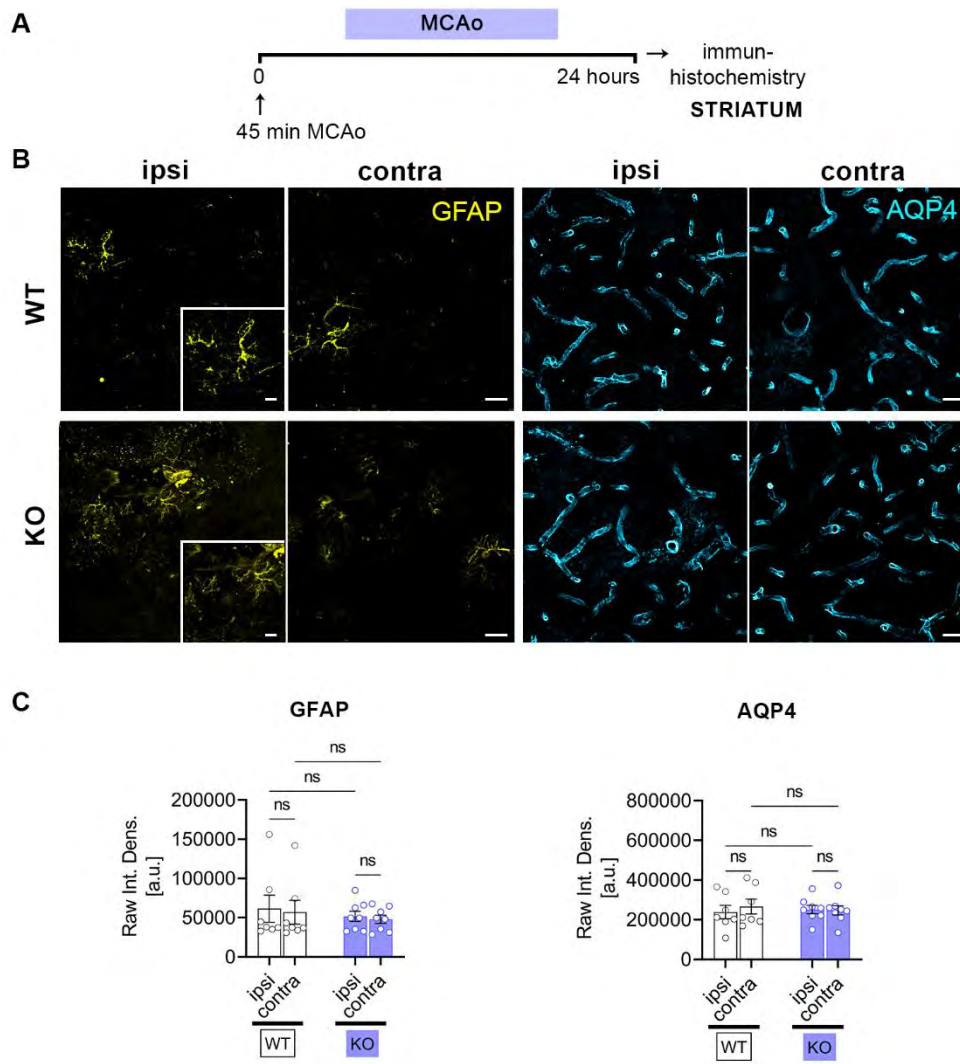 A
MCAo
0
24 hours
immun-
histochemistry
STRIATUM
45 min MCAo
B
ipsi
contra
ipsi
contra
GFAP
AQP4
WT
KO
C
GFAP
ns
ns
ns
ns
Raw Int. Dens.
[a.u.]
200000
150000
100000
50000
0
ipsi
contra
ipsi
contra
WT
KO
AQP4
ns
ns
ns
ns
Raw Int. Dens.
[a.u.]
800000
600000
400000
200000
0
ipsi
contra
ipsi
contra
WT
KO